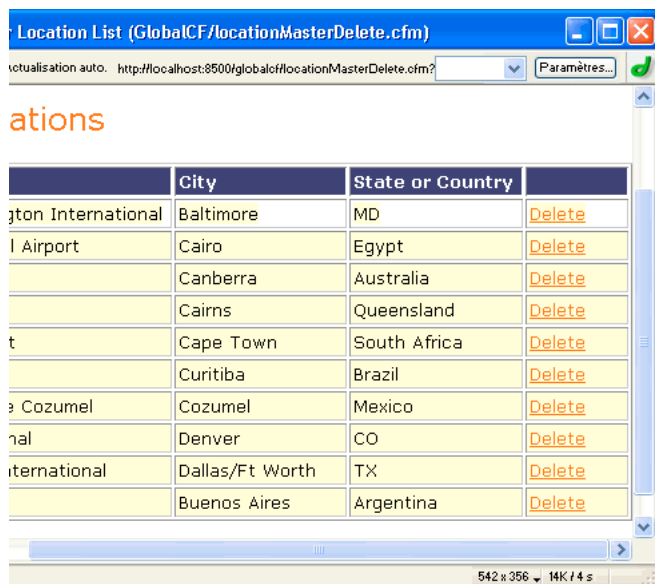 Location List (GlobalCF/locationMasterDelete.cfm)
Actualisation auto. http://localhost:8500/globalcf/locationMasterDelete.cfm? Paramètres...
ations
City State or Country
gton International Baltimore MD Delete
l Airport Cairo Egypt Delete
Canberra Australia Delete
Cairns Queensland Delete
t Cape Town South Africa Delete
Curitiba Brazil Delete
e Cozumel Cozumel Mexico Delete
nal Denver CO Delete
nternational Dallas/Ft Worth TX Delete
Buenos Aires Argentina Delete
542 x 356 14K / 4 s